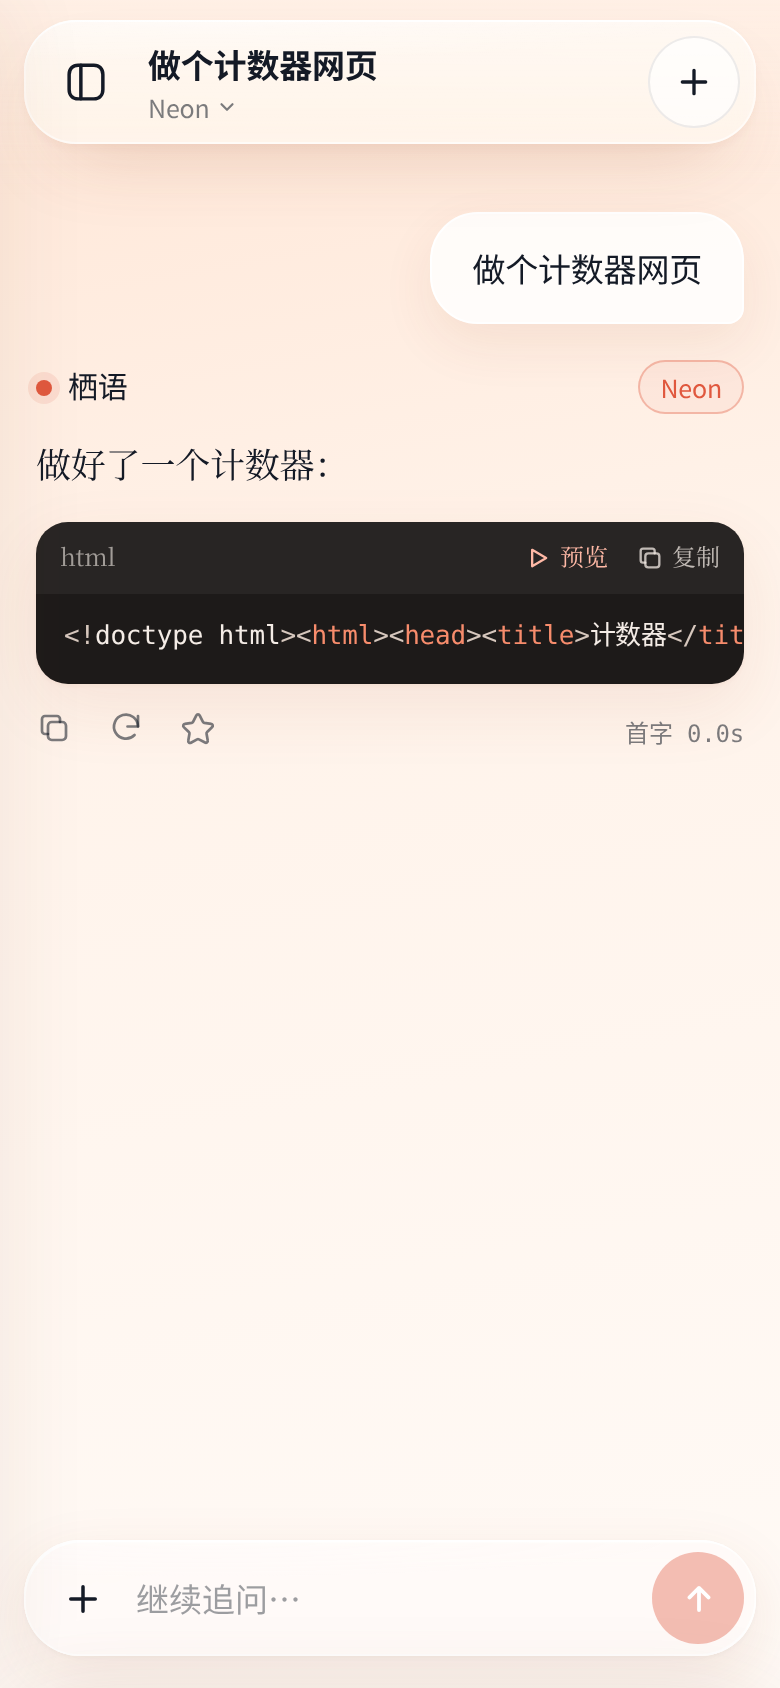 做个计数器网页
Neon
做个计数器网页
栖语
Neon
做好了一个计数器：
html
预览
复制
<!doctype html><html><head><title>计数器</tit
首字 0.0s
继续追问…